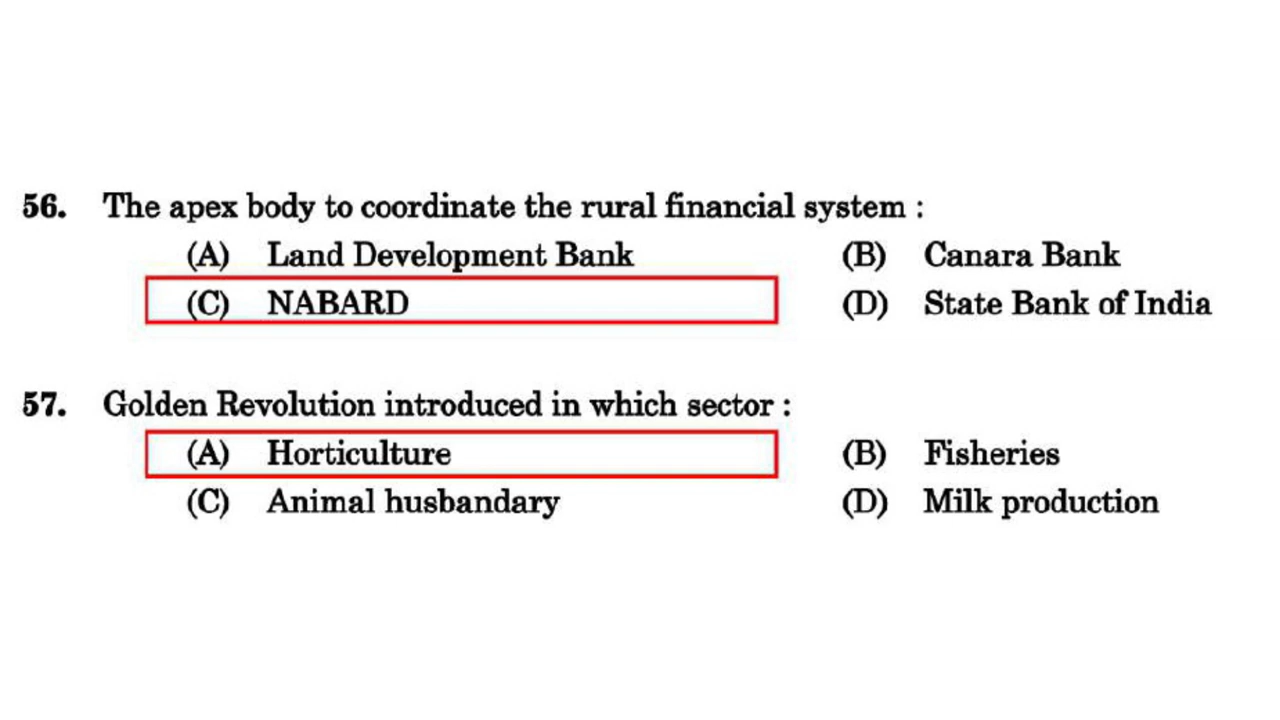 56. The apex body to coordinate the rural financial system :
(A) Land Development Bank (B) Canara Bank
(C) NABARD (D) State Bank of India
57. Golden Revolution introduced in which sector :
(A) Horticulture (B) Fisheries
(C) Animal husbandary (D) Milk production